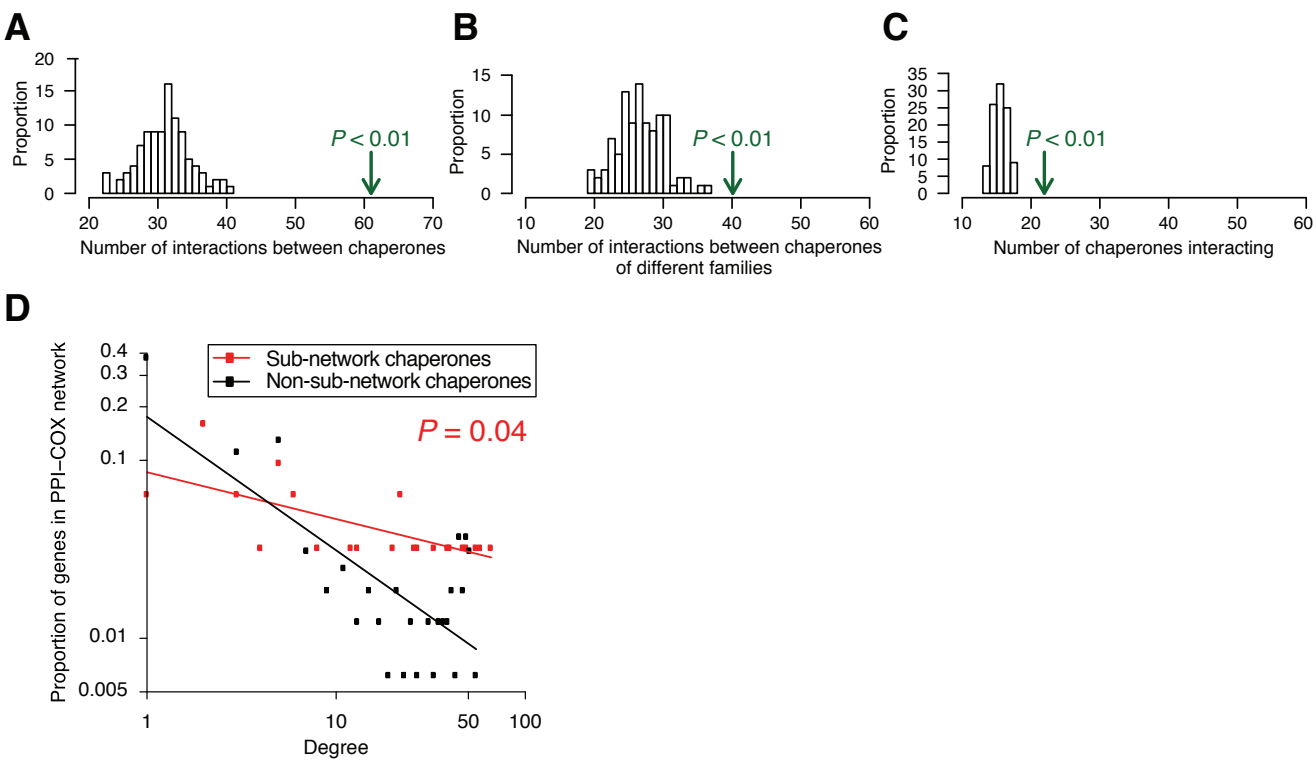 A
B
C
20
15
10
5
0
Proportion
P < 0.01
20 30 40 50 60 70
Number of interactions between chaperones
15
10
5
0
Proportion
P < 0.01
10 20 30 40 50 60
Number of interactions between chaperones
of different families
35
30
25
20
15
10
5
0
Proportion
P < 0.01
10 20 30 40 50 60
Number of chaperones interacting
D
Proportion of genes in PPI–COX network
0.4
0.3
0.2
0.1
0.01
0.005
Sub-network chaperones
Non-sub-network chaperones
P = 0.04
1 10 50 100
Degree